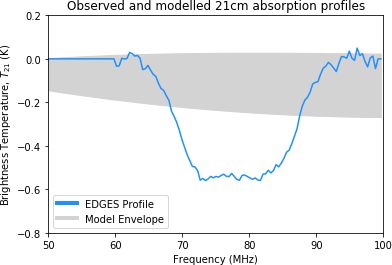 Observed and modelled 21cm absorption profiles
Brightness Temperature, T₂₁ (K)
0.2
0.0
−0.2
−0.4
−0.6
−0.8
EDGES Profile
Model Envelope
50 60 70 80 90 100
Frequency (MHz)